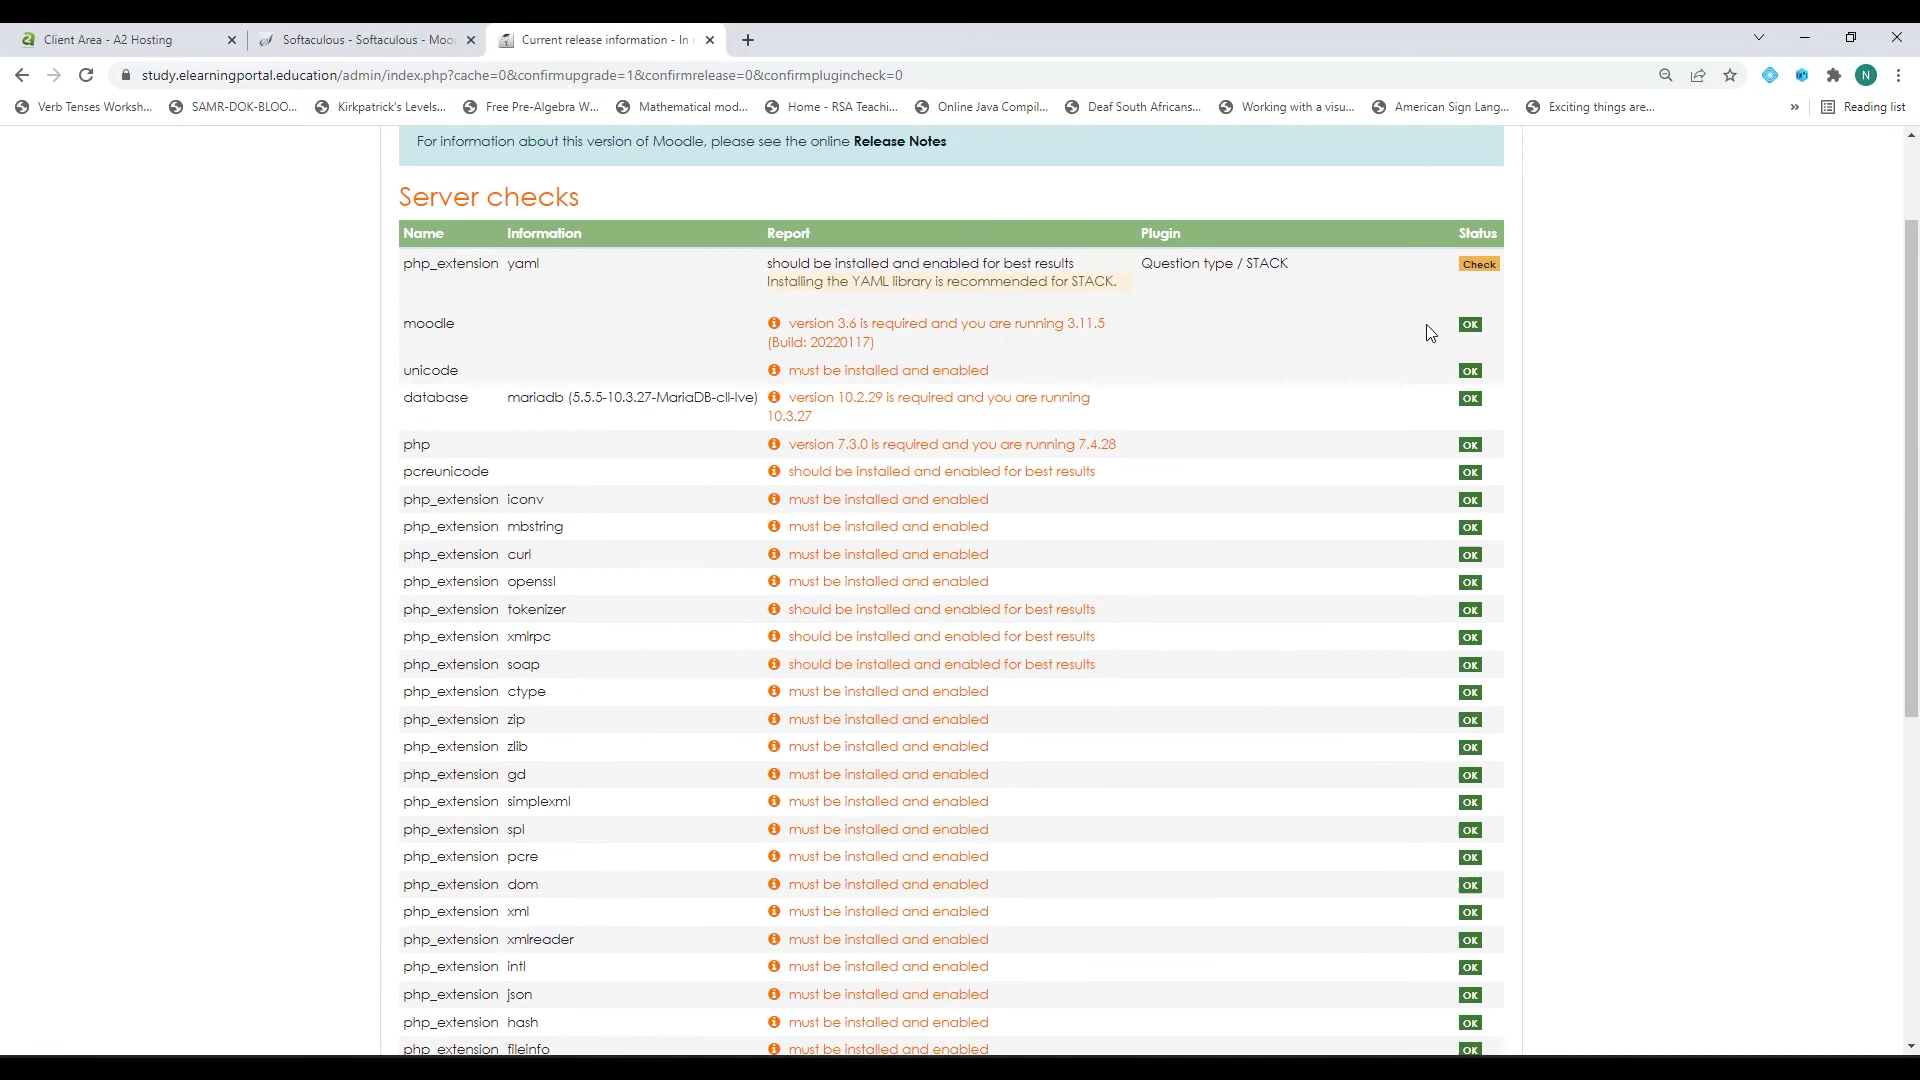 Client Area - A2 Hosting
Softaculous - Softaculous - Moo
Current release information - In
study.elearningportal.education/admin/index.php?cache=0&confirmupgrade=1&confirmrelease=0&confirmplugincheck=0
N
Verb Tenses Worksh...
SAMR-DOK-BLOO...
Kirkpatrick's Levels...
Free Pre-Algebra W...
Mathematical mod...
Home - RSA Teachi...
Online Java Compil...
Deaf South Africans...
Working with a visu...
American Sign Lang...
Exciting things are...
»
Reading list
For information about this version of Moodle, please see the online Release Notes
Server checks
Name Information Report Plugin Status
php_extension yaml should be installed and enabled for best results Question type / STACK Check
Installing the YAML library is recommended for STACK.
moodle version 3.6 is required and you are running 3.11.5 OK
(Build: 20220117)
unicode must be installed and enabled OK
database mariadb (5.5.5-10.3.27-MariaDB-cll-lve) version 10.2.29 is required and you are running OK
10.3.27
php version 7.3.0 is required and you are running 7.4.28 OK
pcreunicode should be installed and enabled for best results OK
php_extension iconv must be installed and enabled OK
php_extension mbstring must be installed and enabled OK
php_extension curl must be installed and enabled OK
php_extension openssl must be installed and enabled OK
php_extension tokenizer should be installed and enabled for best results OK
php_extension xmlrpc should be installed and enabled for best results OK
php_extension soap should be installed and enabled for best results OK
php_extension ctype must be installed and enabled OK
php_extension zip must be installed and enabled OK
php_extension zlib must be installed and enabled OK
php_extension gd must be installed and enabled OK
php_extension simplexml must be installed and enabled OK
php_extension spl must be installed and enabled OK
php_extension pcre must be installed and enabled OK
php_extension dom must be installed and enabled OK
php_extension xml must be installed and enabled OK
php_extension xmlreader must be installed and enabled OK
php_extension intl must be installed and enabled OK
php_extension json must be installed and enabled OK
php_extension hash must be installed and enabled OK
php_extension fileinfo must be installed and enabled OK